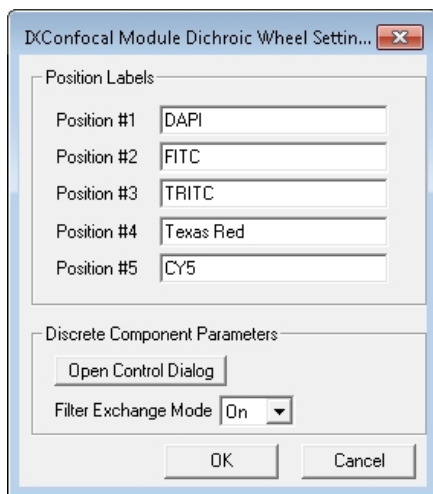 IXConfocal Module Dichroic Wheel Settin...
Position Labels
Position #1 DAPI
Position #2 FITC
Position #3 TRITC
Position #4 Texas Red
Position #5 CY5
Discrete Component Parameters
Open Control Dialog
Filter Exchange Mode On
OK Cancel